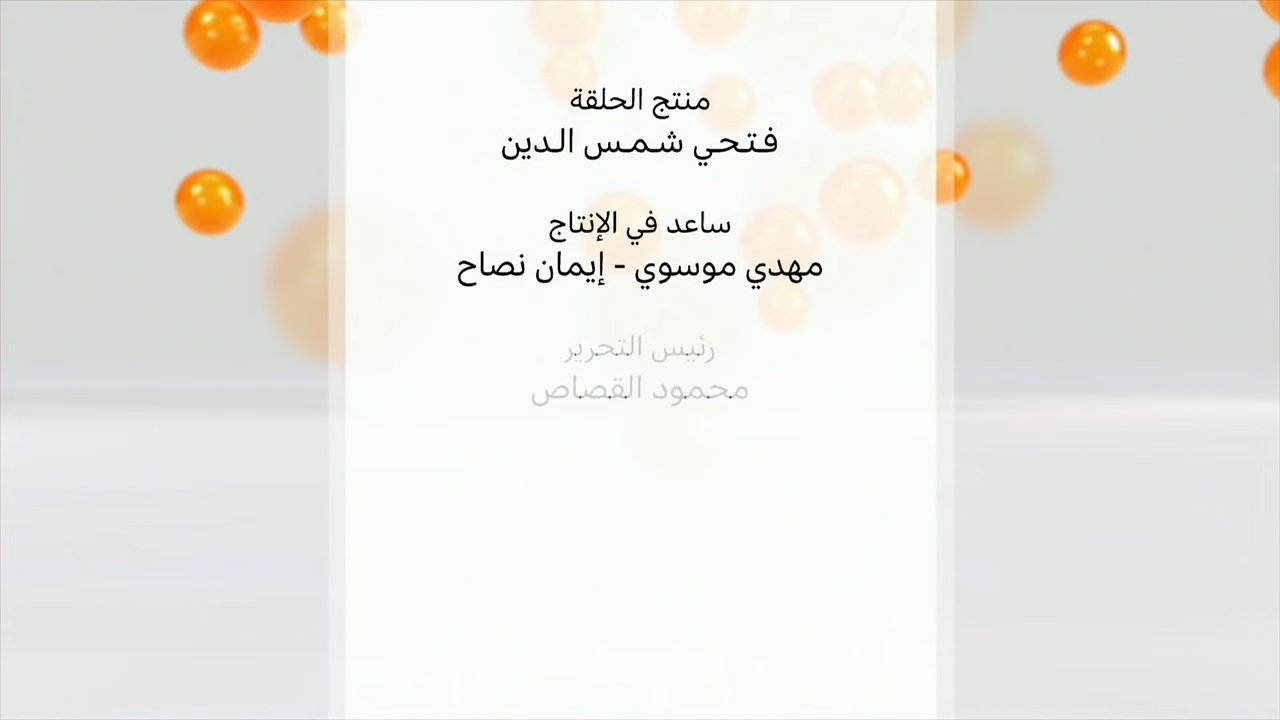 منتج الحلقة
فتحي شمس الدين
ساعد في الإنتاج
مهدي موسوي - إيمان نصاح
رئيس التحرير
محمود القصاص